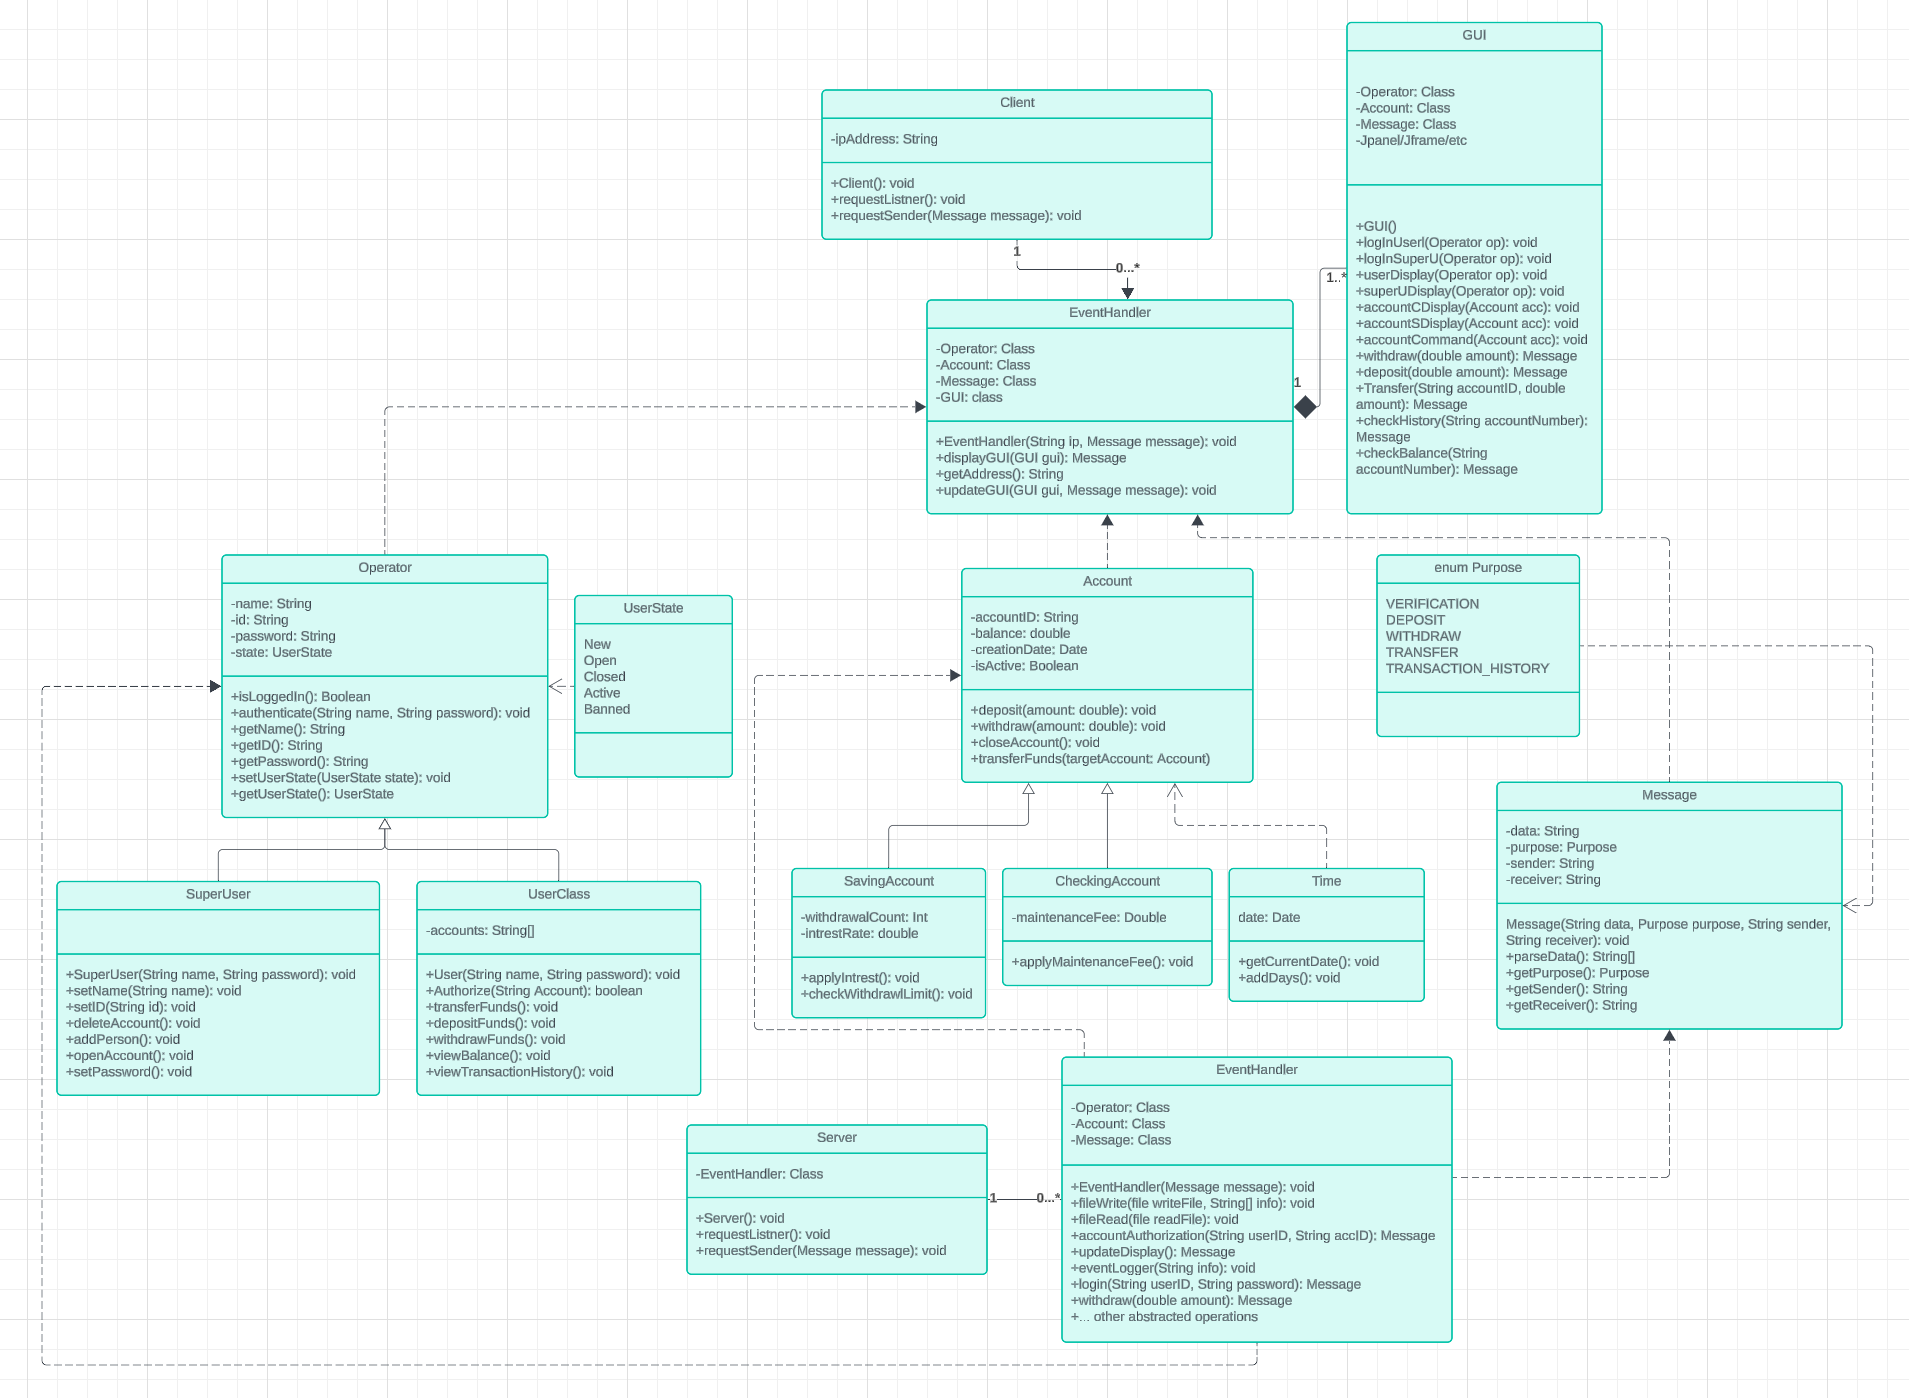 GUI
-Operator: Class
-Account: Class
-Message: Class
-Jpanel/Jframe/etc
+GUI()
+logInUserl(Operator op): void
+logInSuperU(Operator op): void
+userDisplay(Operator op): void
+superUDisplay(Operator op): void
+accountCDisplay(Account acc): void
+accountSDisplay(Account acc): void
+accountCommand(Account acc): void
+withdraw(double amount): Message
+deposit(double amount): Message
+Transfer(String accountID, double
amount): Message
+checkHistory(String accountNumber):
Message
+checkBalance(String
accountNumber): Message
Client
-ipAddress: String
+Client(): void
+requestListner(): void
+requestSender(Message message): void
1
0...*
1..*
1
EventHandler
-Operator: Class
-Account: Class
-Message: Class
-GUI: class
+EventHandler(String ip, Message message): void
+displayGUI(GUI gui): Message
+getAddress(): String
+updateGUI(GUI gui, Message message): void
Operator
-name: String
-id: String
-password: String
-state: UserState
+isLoggedIn(): Boolean
+authenticate(String name, String password): void
+getName(): String
+getID(): String
+getPassword(): String
+setUserState(UserState state): void
+getUserState(): UserState
UserState
New
Open
Closed
Active
Banned
Account
-accountID: String
-balance: double
-creationDate: Date
-isActive: Boolean
+deposit(amount: double): void
+withdraw(amount: double): void
+closeAccount(): void
+transferFunds(targetAccount: Account)
enum Purpose
VERIFICATION
DEPOSIT
WITHDRAW
TRANSFER
TRANSACTION_HISTORY
Message
-data: String
-purpose: Purpose
-sender: String
-receiver: String
Message(String data, Purpose purpose, String sender,
String receiver): void
+parseData(): String[]
+getPurpose(): Purpose
+getSender(): String
+getReceiver(): String
SuperUser
+SuperUser(String name, String password): void
+setName(String name): void
+setID(String id): void
+deleteAccount(): void
+addPerson(): void
+openAccount(): void
+setPassword(): void
UserClass
-accounts: String[]
+User(String name, String password): void
+Authorize(String Account): boolean
+transferFunds(): void
+depositFunds(): void
+withdrawFunds(): void
+viewBalance(): void
+viewTransactionHistory(): void
SavingAccount
-withdrawalCount: Int
-intrestRate: double
+applyIntrest(): void
+checkWithdrawlLimit(): void
CheckingAccount
-maintenanceFee: Double
+applyMaintenanceFee(): void
Time
date: Date
+getCurrentDate(): void
+addDays(): void
Server
-EventHandler: Class
+Server(): void
+requestListner(): void
+requestSender(Message message): void
1
0...*
EventHandler
-Operator: Class
-Account: Class
-Message: Class
+EventHandler(Message message): void
+fileWrite(file writeFile, String[] info): void
+fileRead(file readFile): void
+accountAuthorization(String userID, String accID): Message
+updateDisplay(): Message
+eventLogger(String info): void
+login(String userID, String password): Message
+withdraw(double amount): Message
+... other abstracted operations